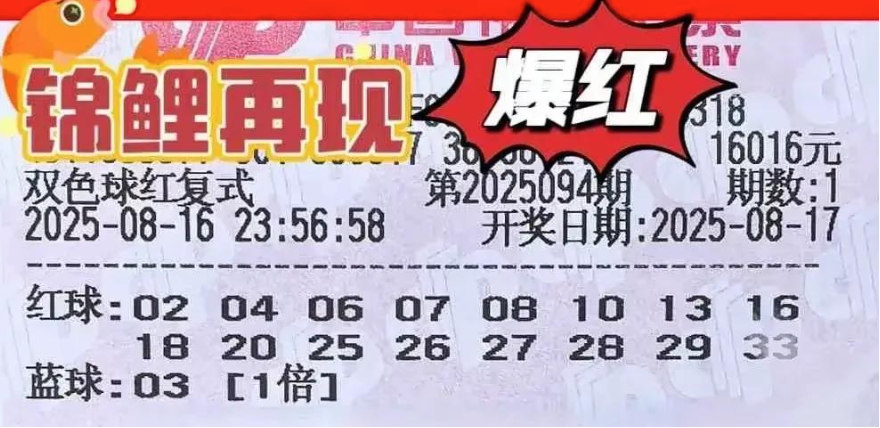 CHINA W ERY
锦鲤再现
爆红
318
16016元
双色球红复式 第2025094期 期数:1
2025-08-16 23:56:58 开奖日期:2025-08-17
红球:02 04 06 07 08 10 13 16
18 20 25 26 27 28 29 33
蓝球:03 [1倍]